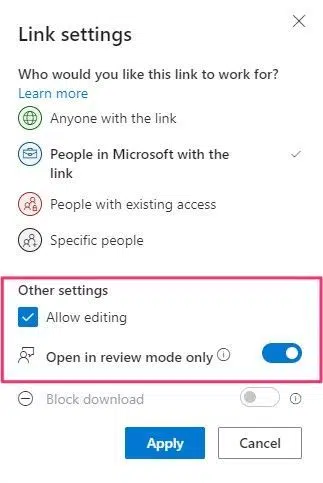 Link settings
Who would you like this link to work for?
Learn more
Anyone with the link
People in Microsoft with the
link
People with existing access
Specific people
Other settings
Allow editing
Open in review mode only
Block download
Apply
Cancel